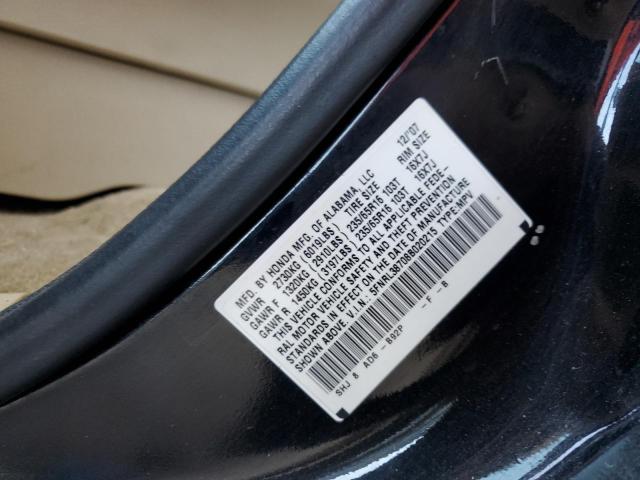 MFG. BY HONDA MFG. OF ALABAMA, LLC 12/'07
GVWR 2730KG (6019LBS) TIRE SIZE RIM SIZE
GAWR F 1320KG (2910LBS) 235/65R16 103T 16X7J
GAWR R 1450KG (3197LBS) 235/65R16 103T 16X7J
THIS VEHICLE CONFORMS TO ALL APPLICABLE FEDE-
RAL MOTOR VEHICLE SAFETY AND THEFT PREVENTION
STANDARDS IN EFFECT ON THE DATE OF MANUFACTURE
SHOWN ABOVE. V.I.N.: 5FNRL38708B020215 TYPE:MPV
SHJ 8 AD6 - B92P - F - B